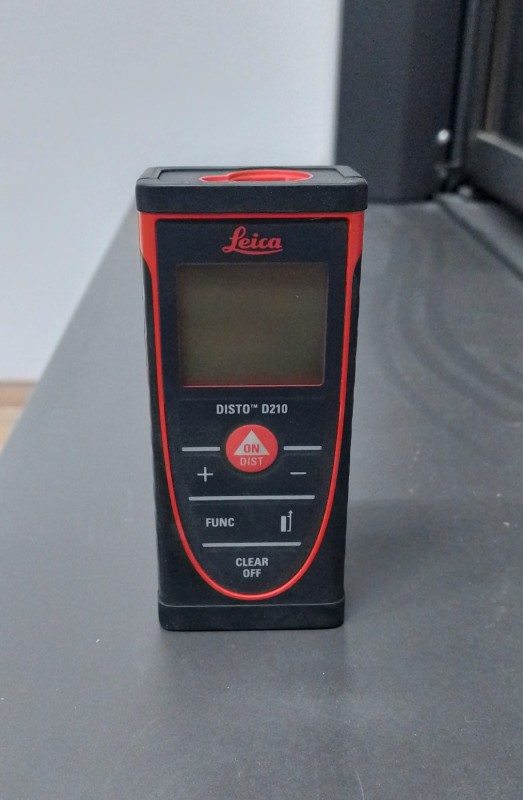 Leica
DISTO™ D210
ON
DIST
+ −
FUNC
CLEAR
OFF